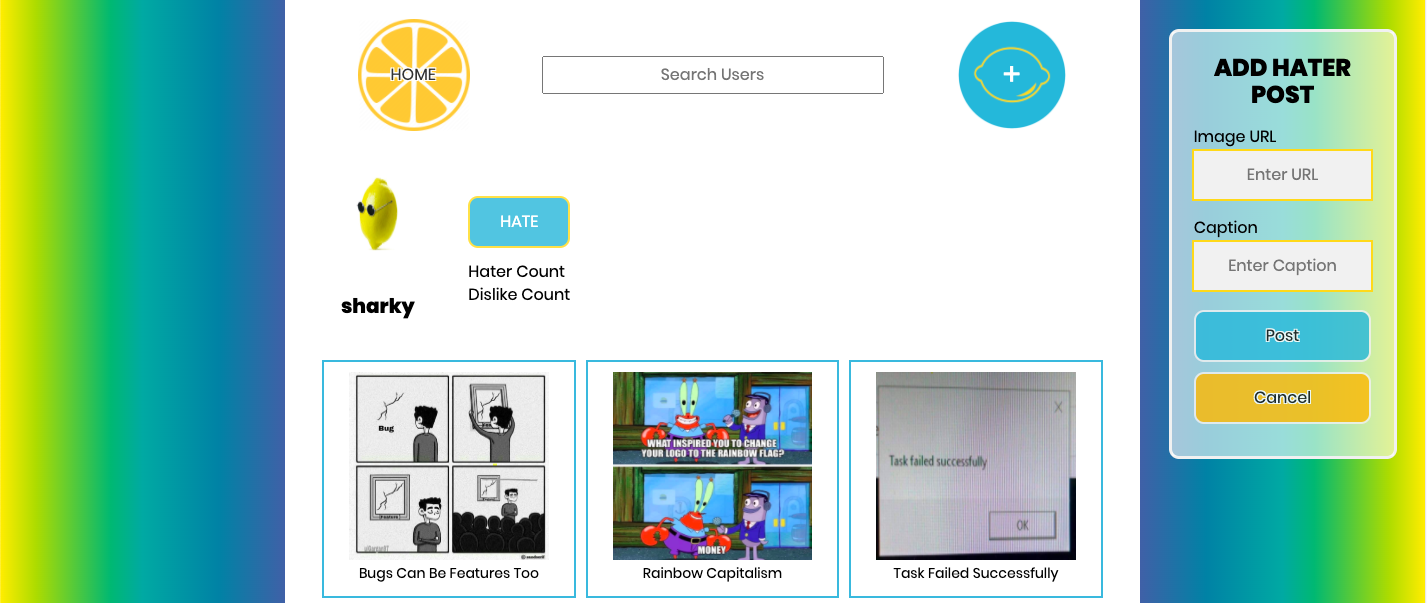 HOME
Search Users
+
ADD HATER
POST
Image URL
Enter URL
Caption
Enter Caption
Post
Cancel
HATE
Hater Count
Dislike Count
sharky
Bug
WHAT INSPIRED YOU TO CHANGE
YOUR LOGO TO THE RAINBOW FLAG?
MONEY
X
Task failed successfully
OK
Bugs Can Be Features Too
Rainbow Capitalism
Task Failed Successfully